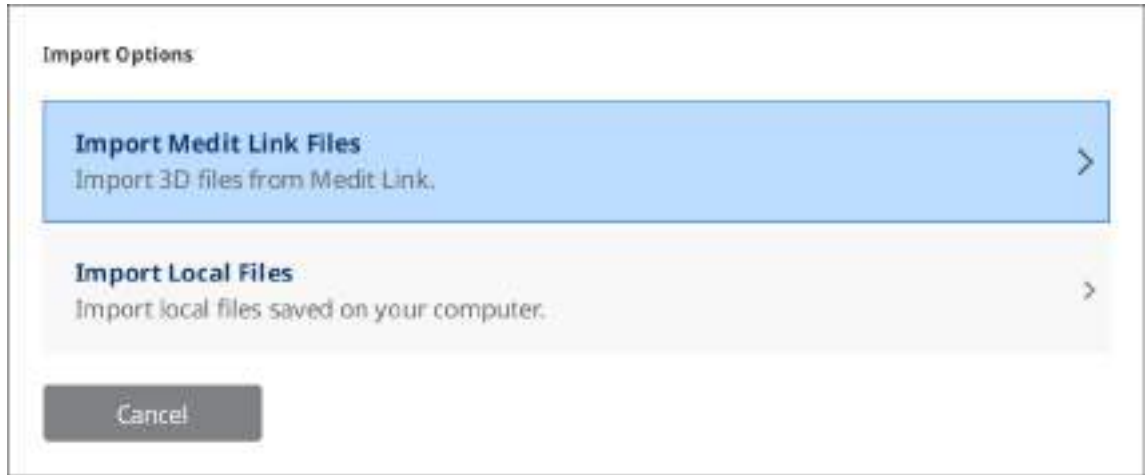 Import Options
Import Medit Link Files
Import 3D files from Medit Link.
Import Local Files
Import local files saved on your computer.
Cancel